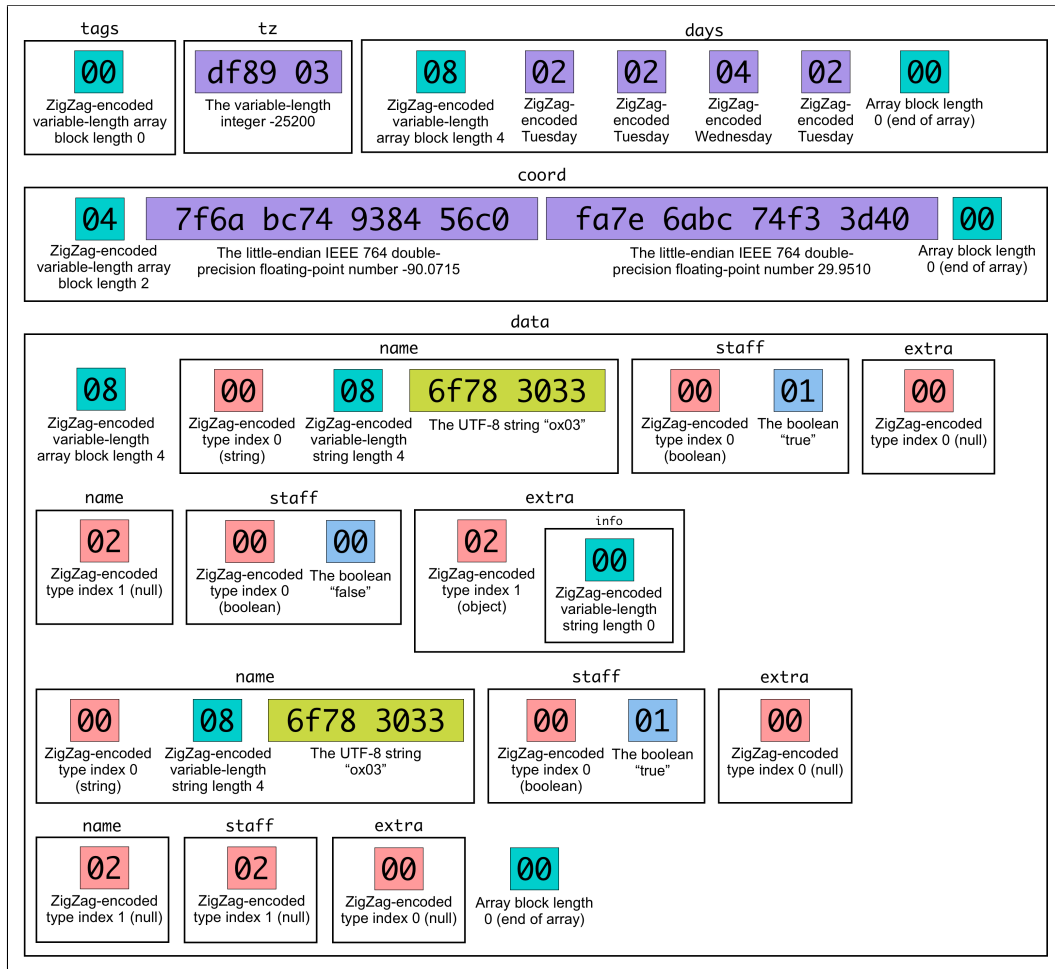 tags
tz
days
00
df89 03
08
02
02
04
02
00
ZigZag-encoded
variable-length array
block length 0
The variable-length
integer -25200
ZigZag-encoded
variable-length
array block length 4
ZigZag-
encoded
Tuesday
ZigZag-
encoded
Tuesday
ZigZag-
encoded
Wednesday
ZigZag-
encoded
Tuesday
Array block length
0 (end of array)
coord
04
7f6a bc74 9384 56c0
fa7e 6abc 74f3 3d40
00
ZigZag-encoded
variable-length array
block length 2
The little-endian IEEE 764 double-
precision floating-point number -90.0715
The little-endian IEEE 764 double-
precision floating-point number 29.9510
Array block length
0 (end of array)
data
name
staff
extra
08
00
08
6f78 3033
00
01
00
ZigZag-encoded
variable-length
array block length 4
ZigZag-encoded
type index 0
(string)
ZigZag-encoded
variable-length
string length 4
The UTF-8 string “ox03”
ZigZag-encoded
type index 0
(boolean)
The boolean
“true”
ZigZag-encoded
type index 0 (null)
name
staff
extra
info
02
00
00
02
00
ZigZag-encoded
type index 1 (null)
ZigZag-encoded
type index 0
(boolean)
The boolean
“false”
ZigZag-encoded
type index 1
(object)
ZigZag-encoded
variable-length
string length 0
name
staff
extra
00
08
6f78 3033
00
01
00
ZigZag-encoded
type index 0
(string)
ZigZag-encoded
variable-length
string length 4
The UTF-8 string
“ox03”
ZigZag-encoded
type index 0
(boolean)
The boolean
“true”
ZigZag-encoded
type index 0 (null)
name
staff
extra
02
02
00
00
ZigZag-encoded
type index 1 (null)
ZigZag-encoded
type index 1 (null)
ZigZag-encoded
type index 0 (null)
Array block length
0 (end of array)